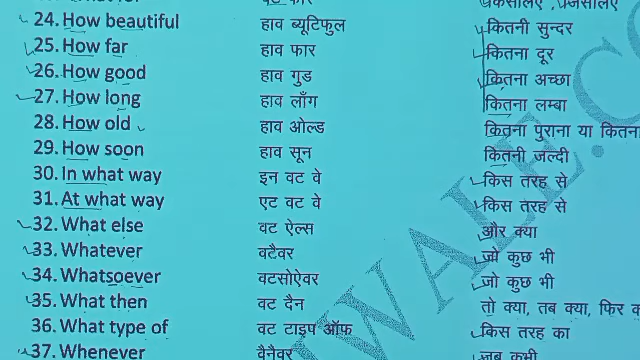 24. How beautiful हाव ब्यूटिफुल कितनी सुन्दर
25. How far हाव फार कितना दूर
26. How good हाव गुड कितना अच्छा
27. How long हाव लाँग कितना लम्बा
28. How old हाव ओल्ड कितना पुराना या कितना
29. How soon हाव सून कितनी जल्दी
30. In what way इन वट वे किस तरह से
31. At what way एट वट वे किस तरह से
32. What else वट ऐल्स और क्या
33. Whatever वटैवर जो कुछ भी
34. Whatsoever वटसोऐवर जो कुछ भी
35. What then वट दैन तो क्या, तब क्या, फिर
36. What type of वट टाइप ऑफ किस तरह का
37. Whenever वैनेवर जब कभी